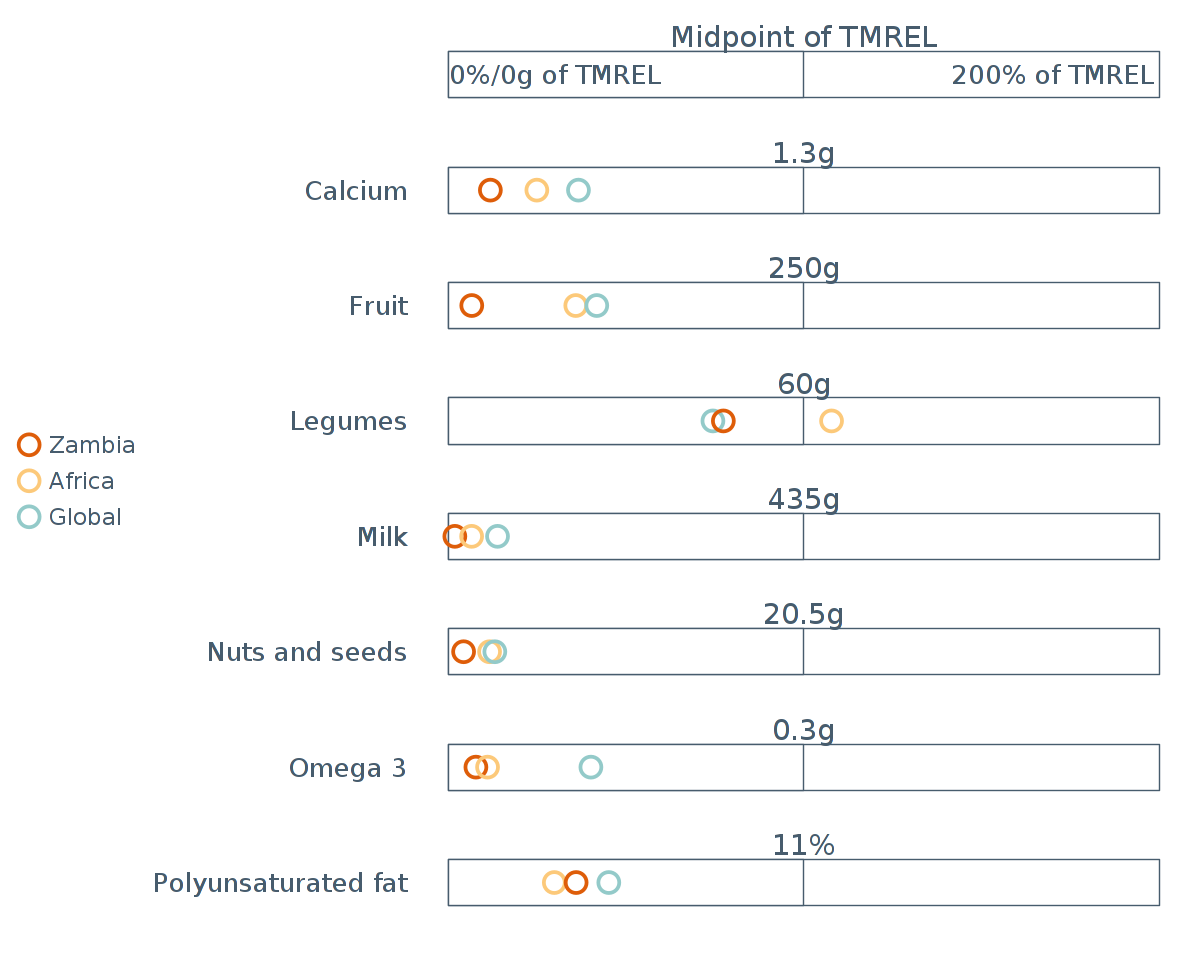 Midpoint of TMREL
0%/0g of TMREL 200% of TMREL
1.3g
Calcium
250g
Fruit
60g
Legumes
Zambia
Africa
Global
435g
Milk
20.5g
Nuts and seeds
0.3g
Omega 3
11%
Polyunsaturated fat